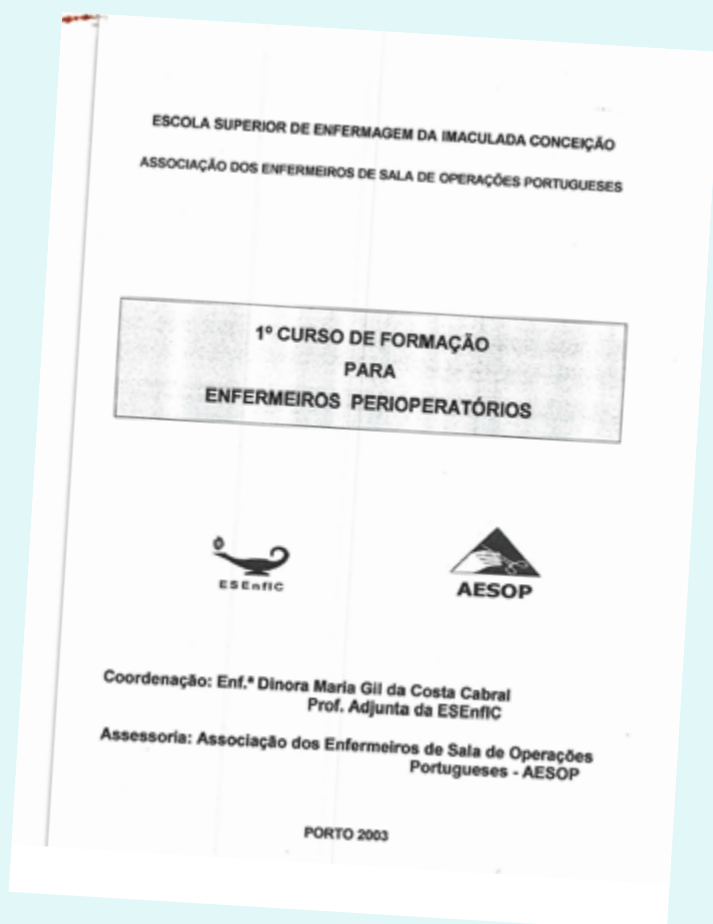 ESCOLA SUPERIOR DE ENFERMAGEM DA IMACULADA CONCEIÇÃO
ASSOCIAÇÃO DOS ENFERMEIROS DE SALA DE OPERAÇÕES PORTUGUESES
1º CURSO DE FORMAÇÃO
PARA
ENFERMEIROS PERIOPERATÓRIOS
ESEnfIC
AESOP
Coordenação: Enf.ª Dinora Maria Gil da Costa Cabral
Prof. Adjunta da ESEnfIC
Assessoria: Associação dos Enfermeiros de Sala de Operações
Portugueses - AESOP
PORTO 2003